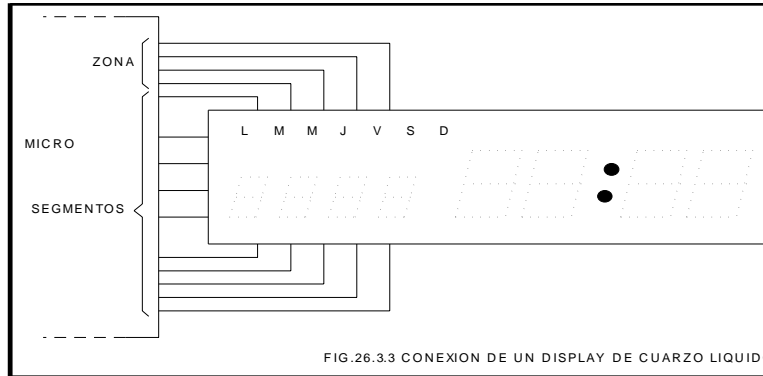 ZONA
L M M J V S D
MICRO
SEGMENTOS
FIG.26.3.3 CONEXION DE UN DISPLAY DE CUARZO LIQUID